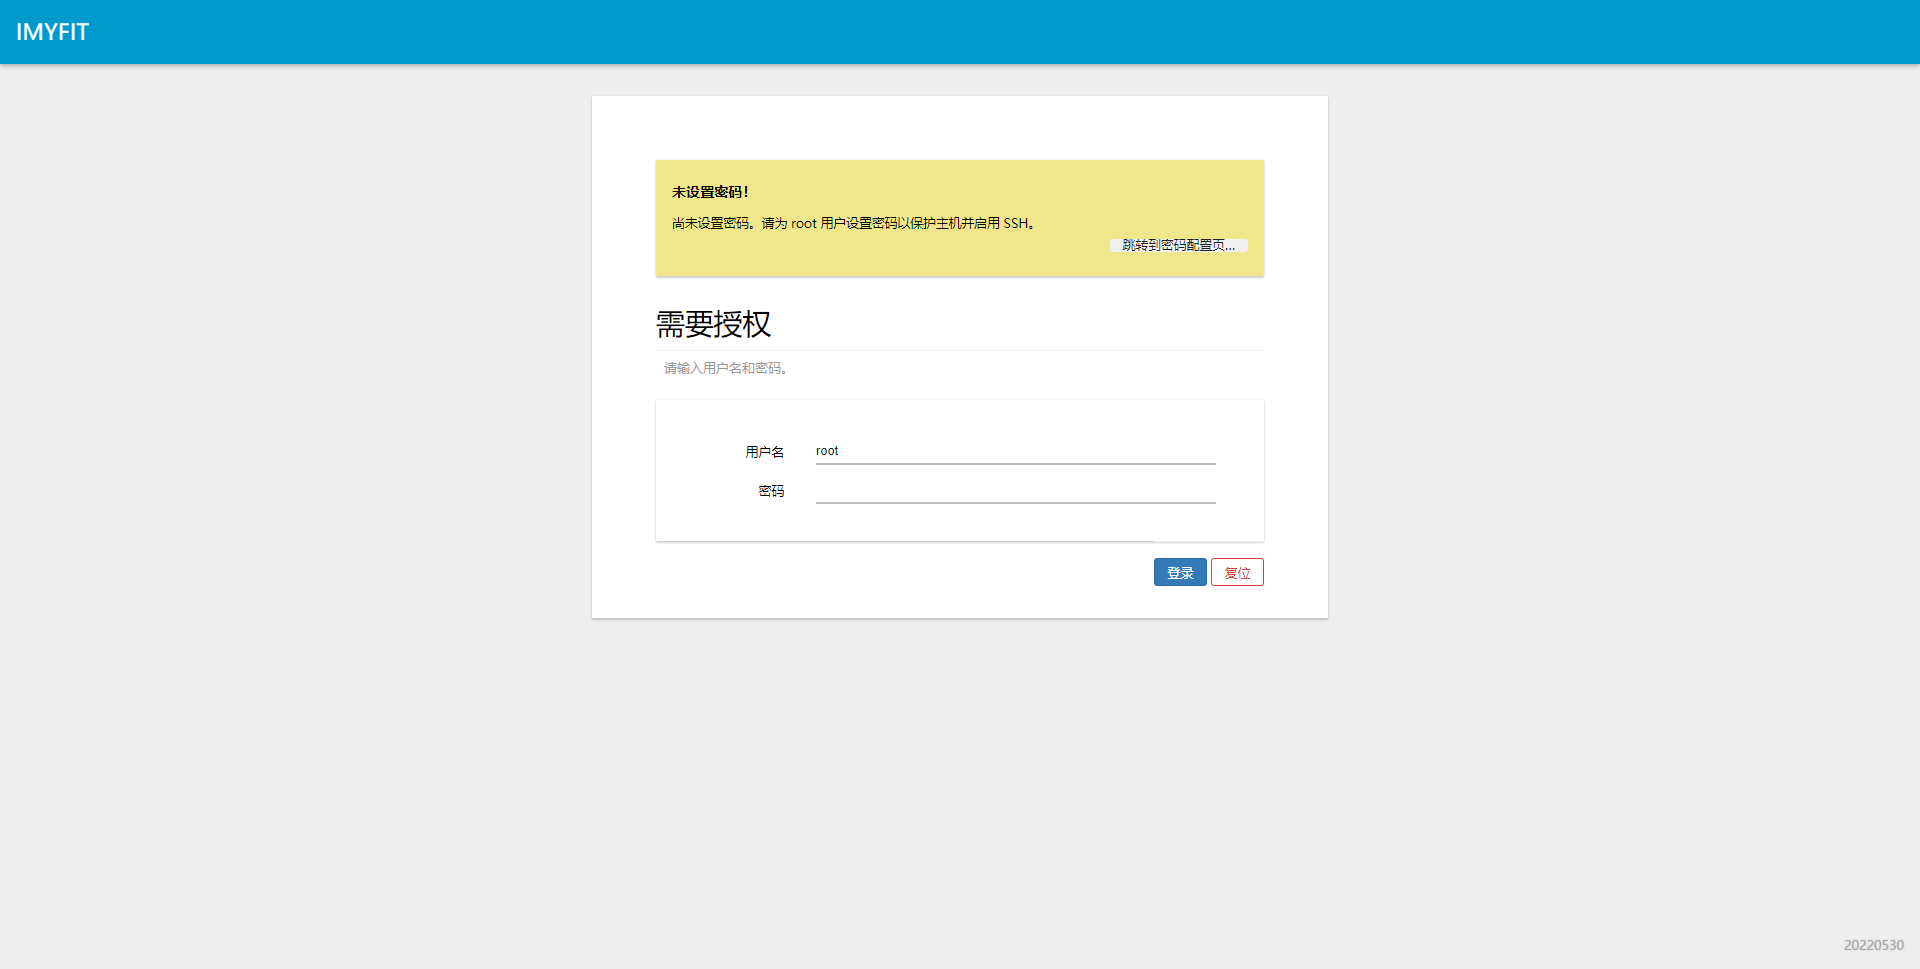 IMYFIT
未设置密码！
尚未设置密码。请为 root 用户设置密码以保护主机并启用 SSH。
跳转到密码配置页...
需要授权
请输入用户名和密码。
用户名 root
密码
登录 复位
20220530